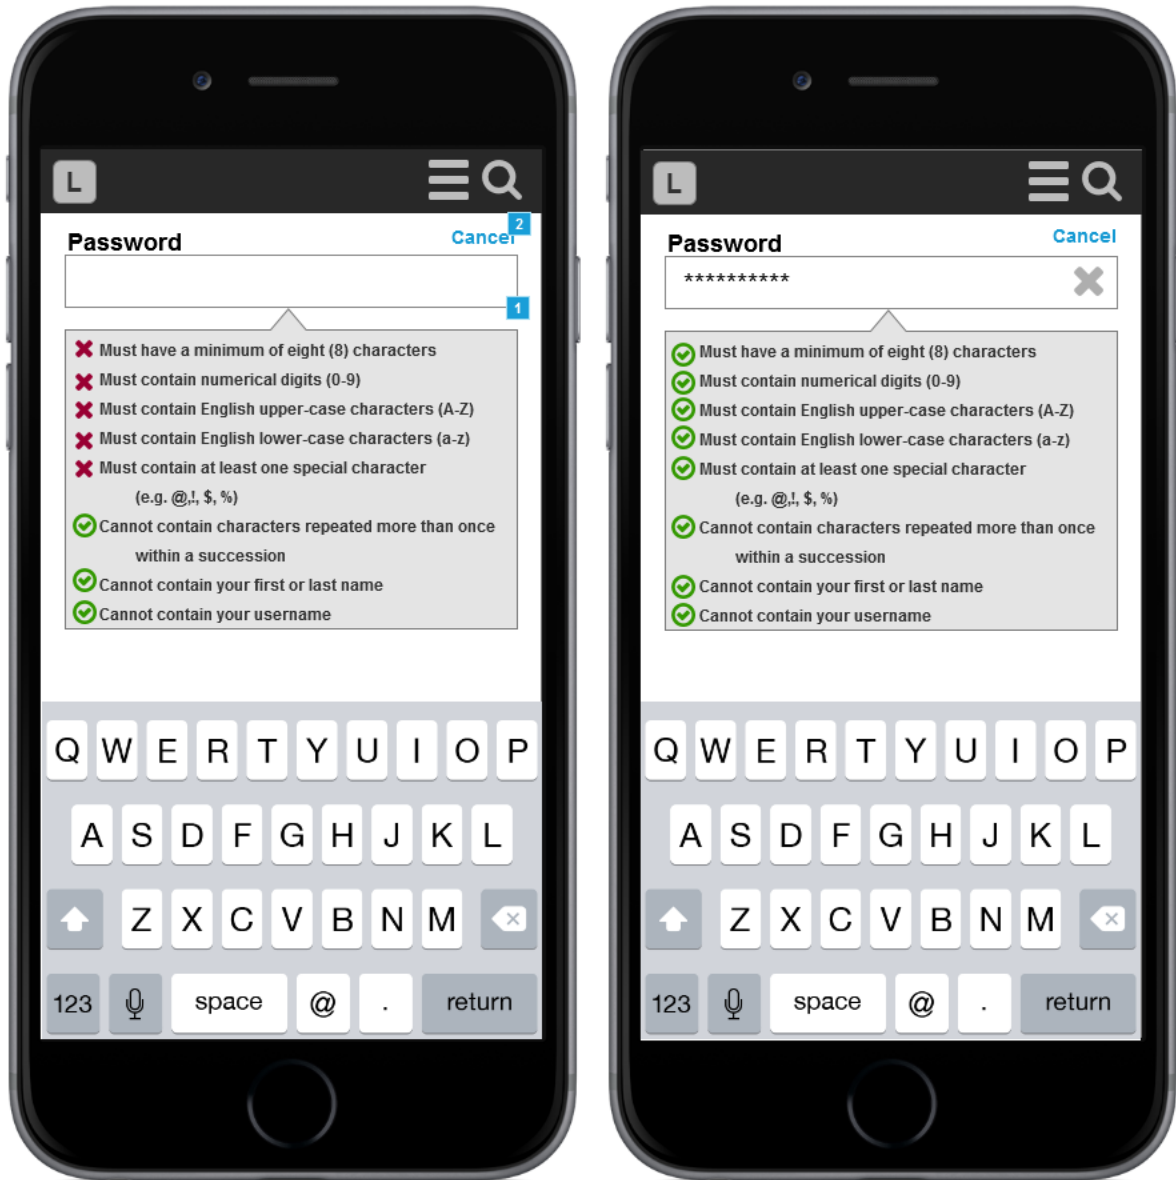 L
2
Password Cancel
1
Must have a minimum of eight (8) characters
Must contain numerical digits (0-9)
Must contain English upper-case characters (A-Z)
Must contain English lower-case characters (a-z)
Must contain at least one special character
(e.g. @,!, $, %)
Cannot contain characters repeated more than once
within a succession
Cannot contain your first or last name
Cannot contain your username
Q W E R T Y U I O P
A S D F G H J K L
Z X C V B N M
123 space @ . return
L
Password Cancel
**********
Must have a minimum of eight (8) characters
Must contain numerical digits (0-9)
Must contain English upper-case characters (A-Z)
Must contain English lower-case characters (a-z)
Must contain at least one special character
(e.g. @,!, $, %)
Cannot contain characters repeated more than once
within a succession
Cannot contain your first or last name
Cannot contain your username
Q W E R T Y U I O P
A S D F G H J K L
Z X C V B N M
123 space @ . return